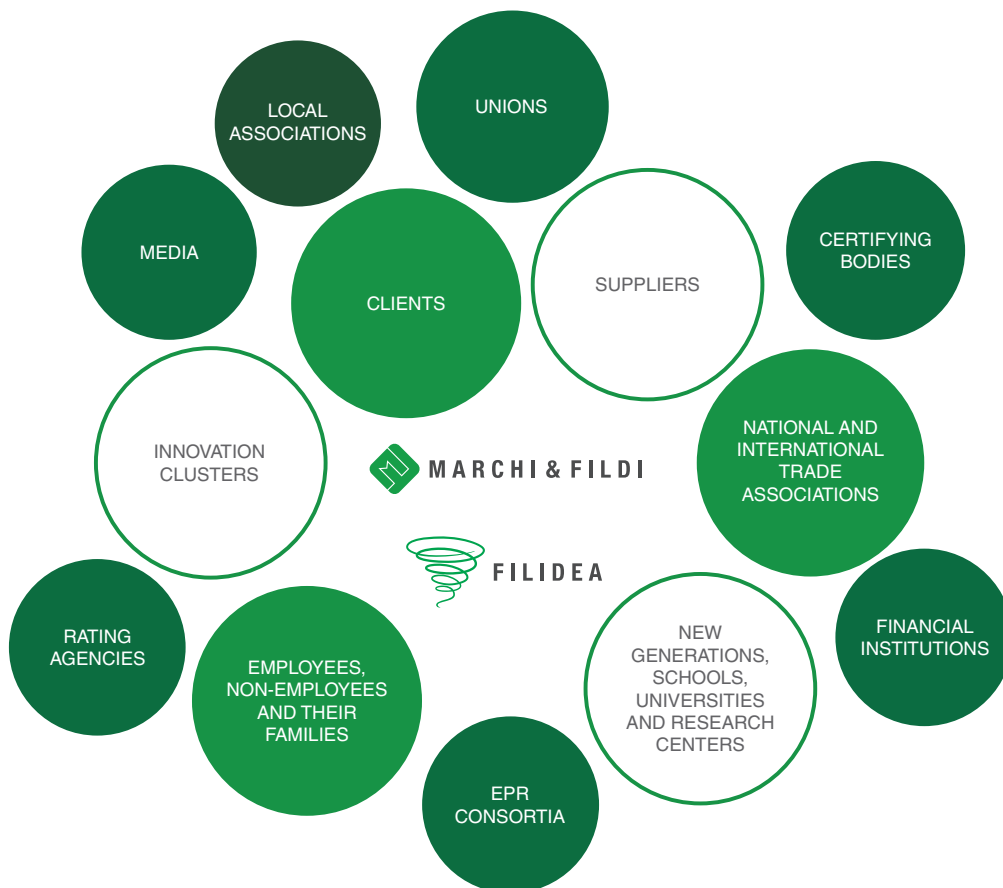 LOCAL
ASSOCIATIONS
UNIONS
MEDIA
CLIENTS
SUPPLIERS
CERTIFYING
BODIES
INNOVATION
CLUSTERS
MARCHI & FILDI
NATIONAL AND
INTERNATIONAL
TRADE
ASSOCIATIONS
FILIDEA
RATING
AGENCIES
EMPLOYEES,
NON-EMPLOYEES
AND THEIR
FAMILIES
NEW
GENERATIONS,
SCHOOLS,
UNIVERSITIES
AND RESEARCH
CENTERS
FINANCIAL
INSTITUTIONS
EPR
CONSORTIA